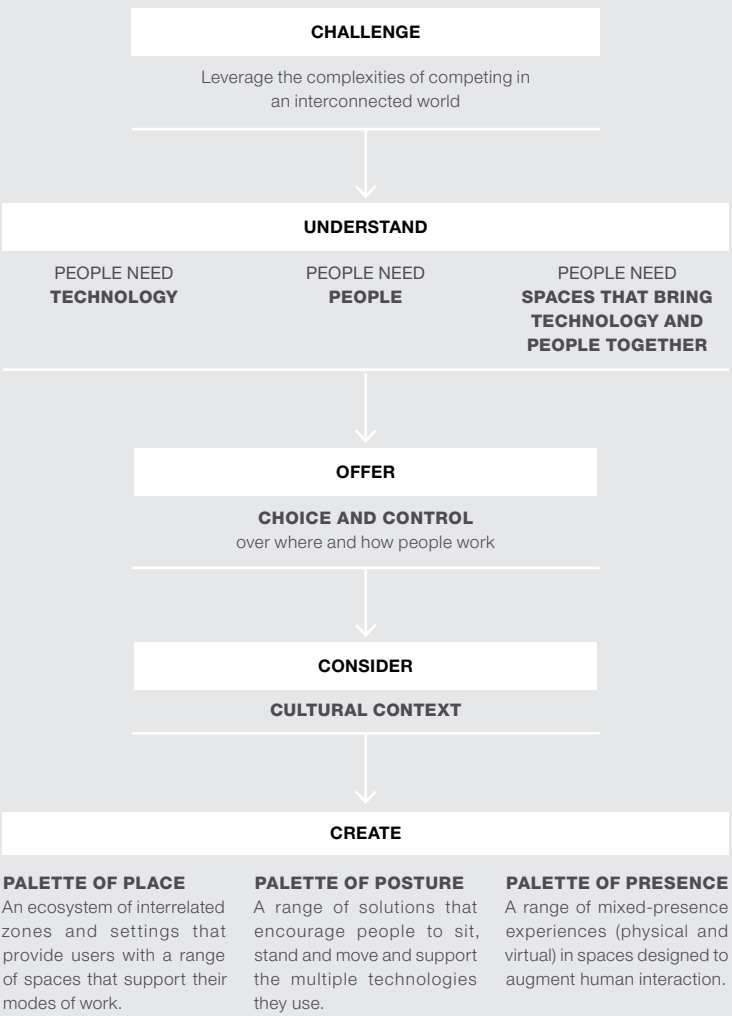 CHALLENGE
Leverage the complexities of competing in
an interconnected world
UNDERSTAND
PEOPLE NEED
TECHNOLOGY
PEOPLE NEED
PEOPLE
PEOPLE NEED
SPACES THAT BRING
TECHNOLOGY AND
PEOPLE TOGETHER
OFFER
CHOICE AND CONTROL
over where and how people work
CONSIDER
CULTURAL CONTEXT
CREATE
PALETTE OF PLACE
An ecosystem of interrelated
zones and settings that
provide users with a range
of spaces that support their
modes of work.
PALETTE OF POSTURE
A range of solutions that
encourage people to sit,
stand and move and support
the multiple technologies
they use.
PALETTE OF PRESENCE
A range of mixed-presence
experiences (physical and
virtual) in spaces designed to
augment human interaction.